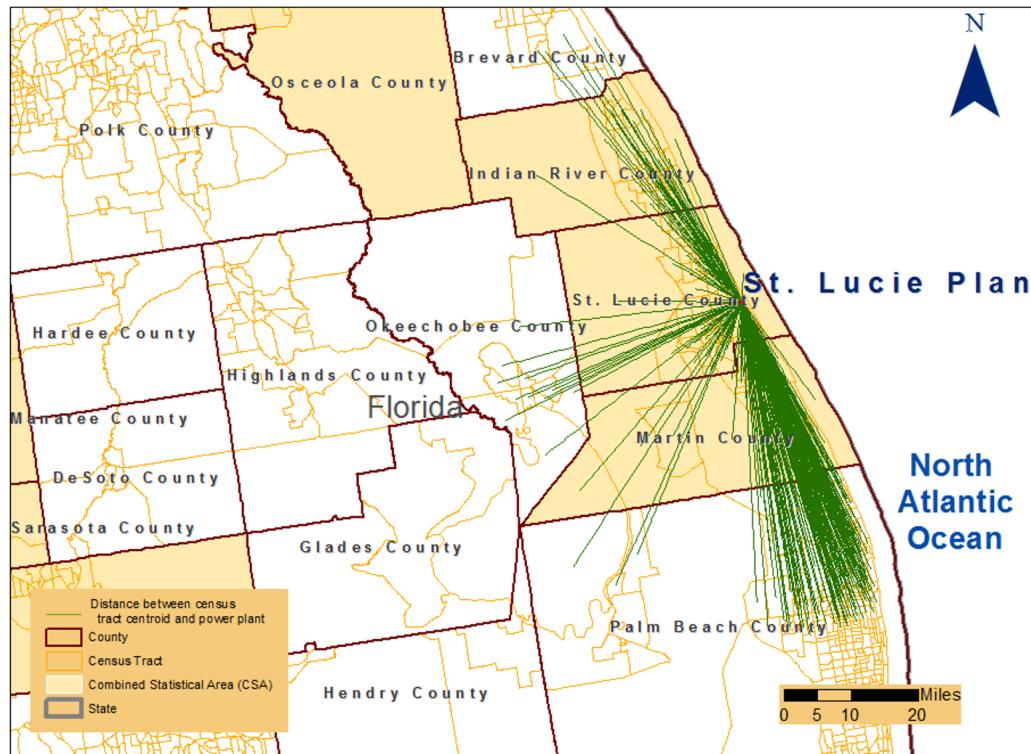 N
Brevard County
Osceola County
Polk County
Indian River County
St. Lucie Plan
St. Lucie County
Hardee County
Okeechobee County
Highlands County
Florida
Manatee County
Martin County
DeSoto County
North
Atlantic
Ocean
Sarasota County
Glades County
Distance between census
tract centroid and power plant
County
Census Tract
Combined Statistical Area (CSA)
State
Palm Beach County
Hendry County
Miles
0 5 10 20